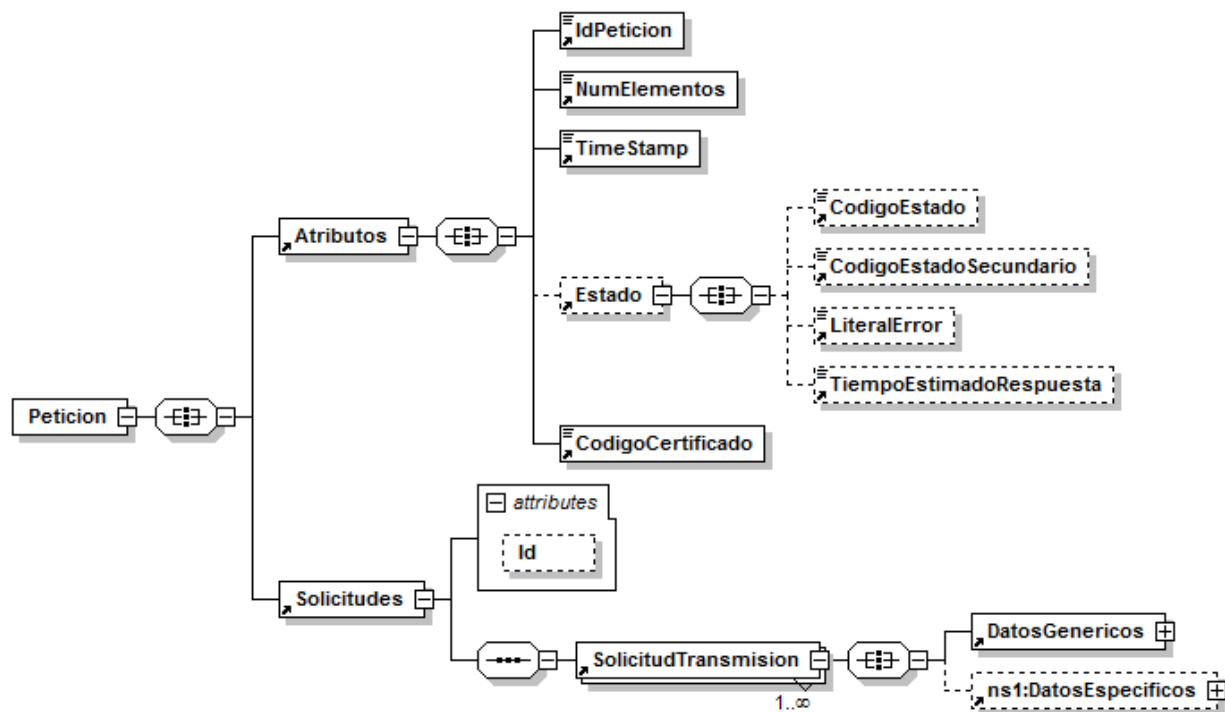 IdPeticion
NumElementos
TimeStamp
CodigoEstado
Atributos
CodigoEstadoSecundario
Estado
LiteralError
TiempoEstimadoRespuesta
Peticion
CodigoCertificado
attributes
Id
Solicitudes
DatosGenericos
SolicitudTransmision
ns1:DatosEspecificos
1..∞